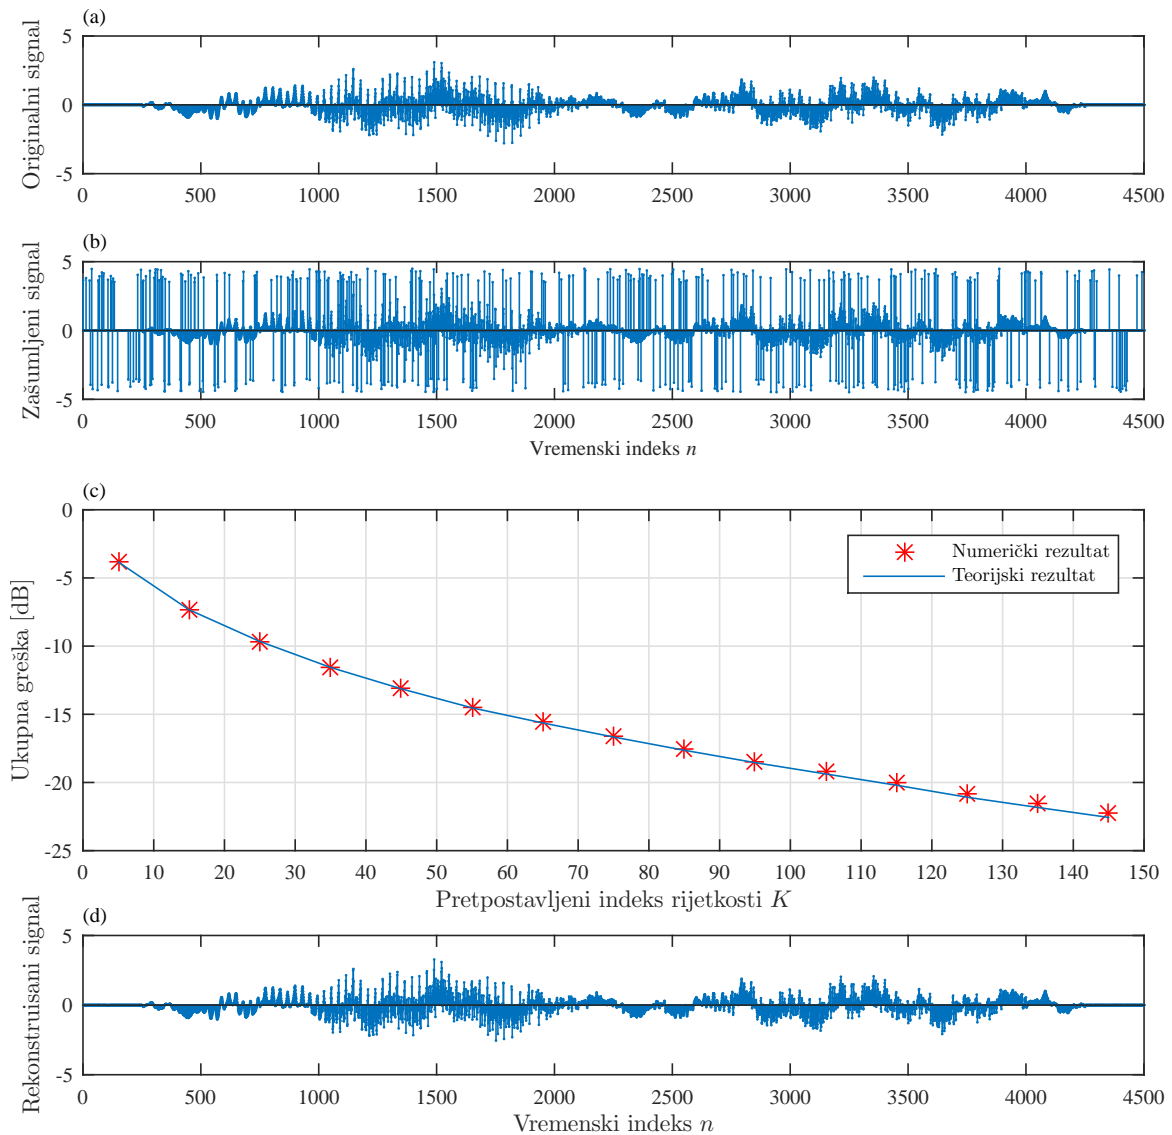 (a)
Originalni signal
5
0
-5
0 500 1000 1500 2000 2500 3000 3500 4000 4500
(b)
Zašumljeni signal
5
0
-5
0 500 1000 1500 2000 2500 3000 3500 4000 4500
Vremenski indeks n
(c)
Ukupna greška [dB]
0
-5
-10
-15
-20
-25
Numerički rezultat
Teorijski rezultat
0 10 20 30 40 50 60 70 80 90 100 110 120 130 140 150
Pretpostavljeni indeks rijetkosti K
(d)
Rekonstruisani signal
5
0
-5
0 500 1000 1500 2000 2500 3000 3500 4000 4500
Vremenski indeks n